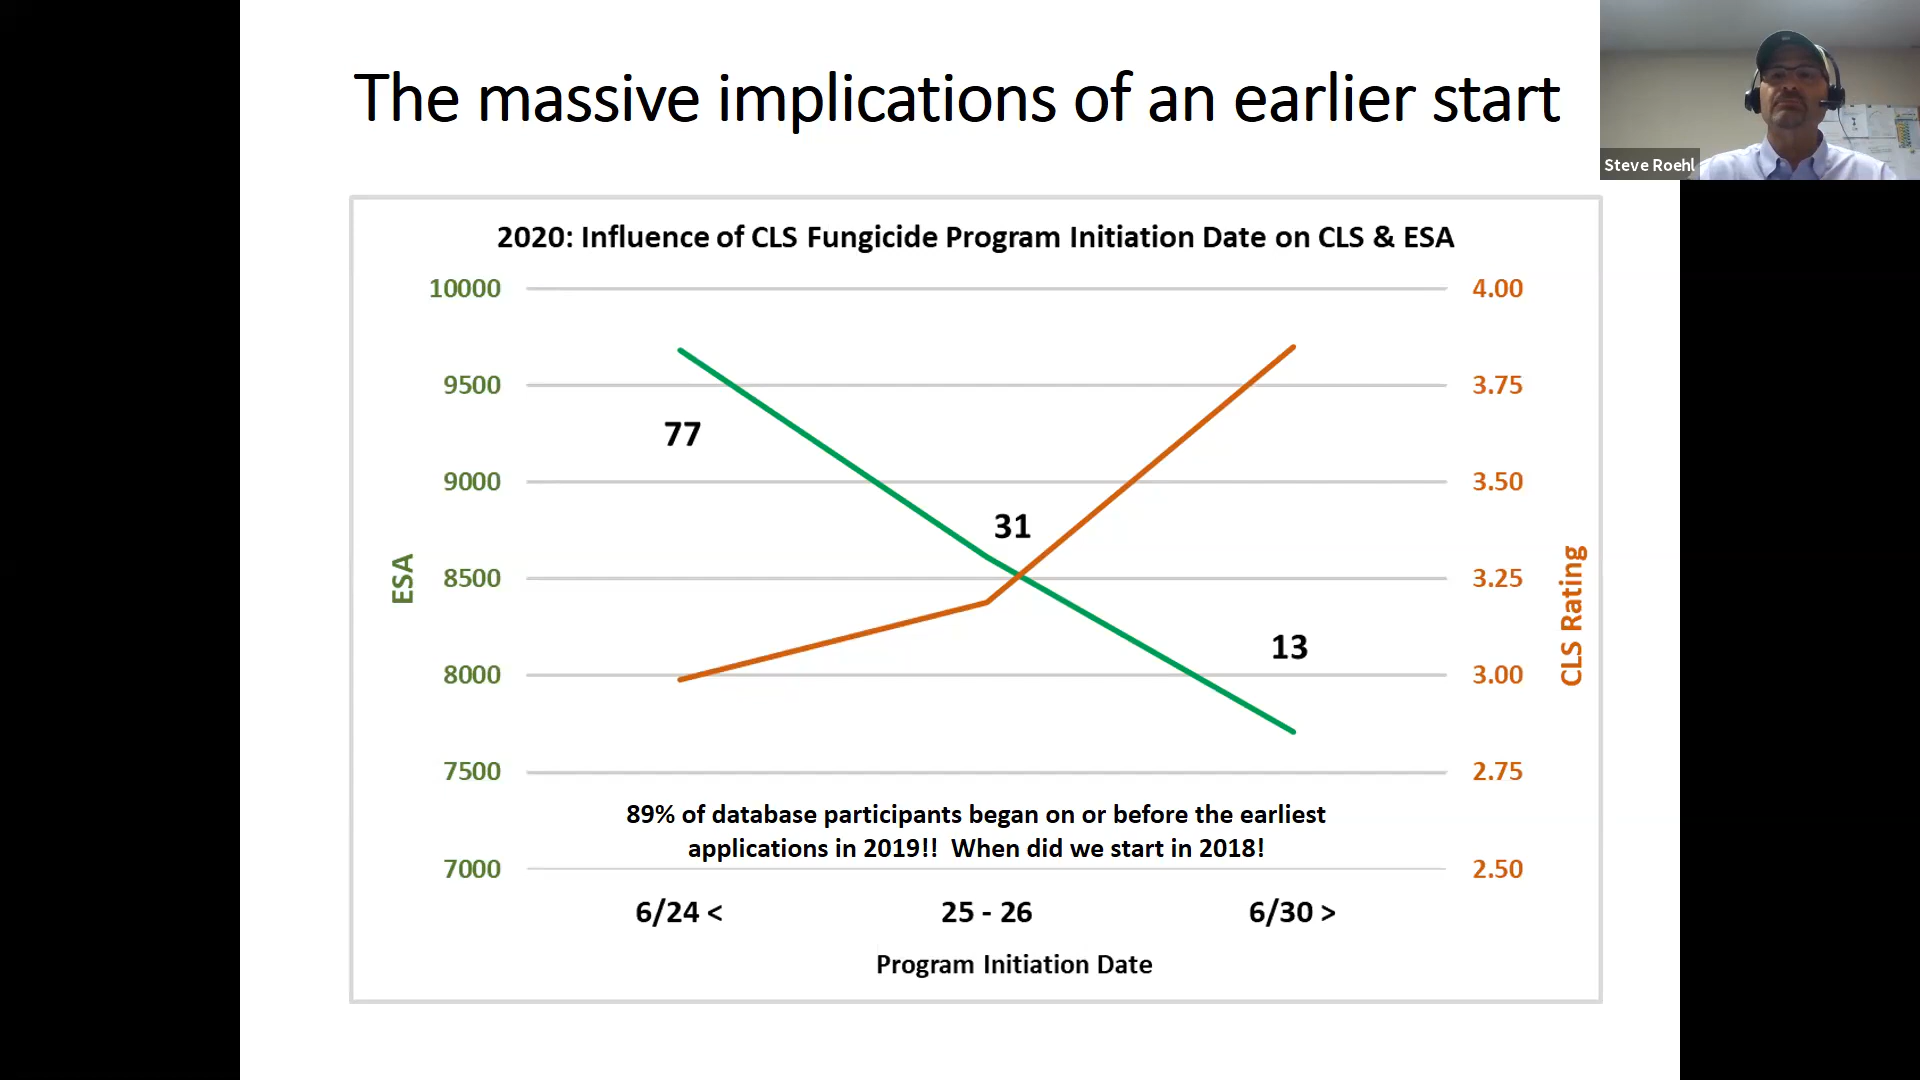 The massive implications of an earlier start
Steve Roehl
2020: Influence of CLS Fungicide Program Initiation Date on CLS & ESA
10000
9500
9000
8500
8000
7500
7000
ESA
4.00
3.75
3.50
3.25
3.00
2.75
2.50
CLS Rating
77
31
13
89% of database participants began on or before the earliest
applications in 2019!! When did we start in 2018!
6/24 <
25 - 26
6/30 >
Program Initiation Date